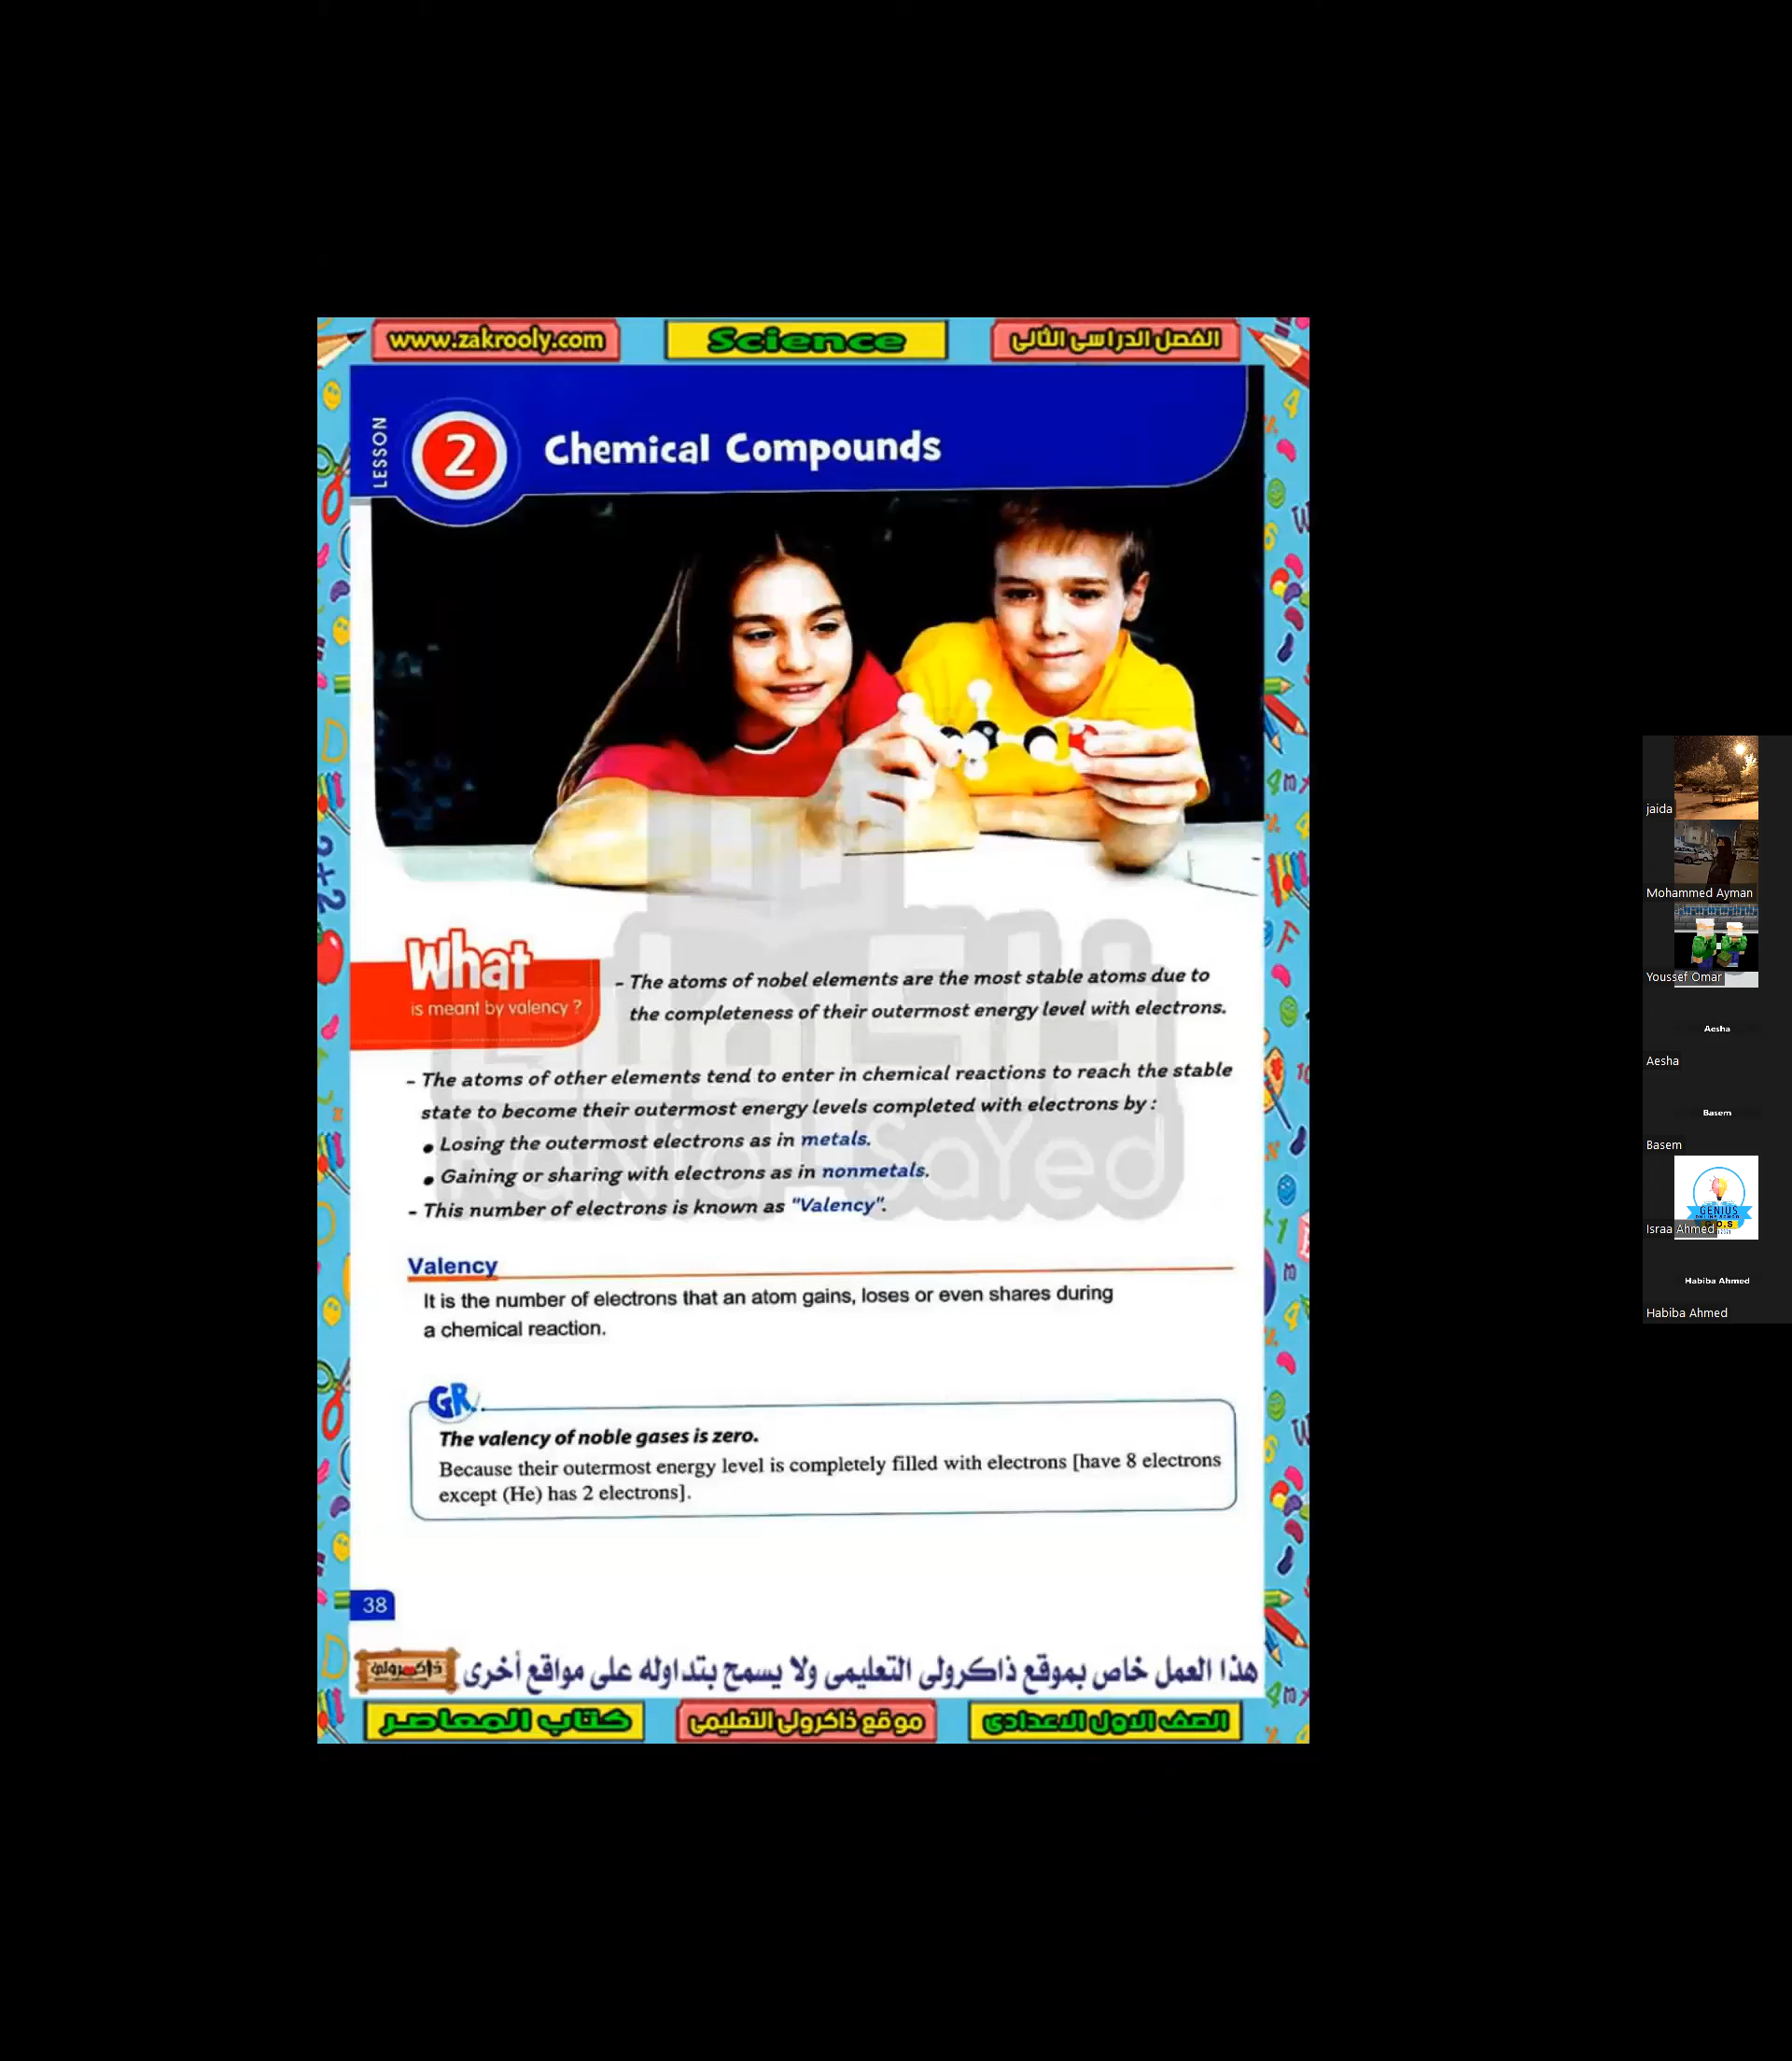 www.zakrooly.com
Science
الفصل الدراسى الثانى
LESSON
2
Chemical Compounds
What
is meant by valency ?
- The atoms of nobel elements are the most stable atoms due to
the completeness of their outermost energy level with electrons.
- The atoms of other elements tend to enter in chemical reactions to reach the stable
state to become their outermost energy levels completed with electrons by :
• Losing the outermost electrons as in metals.
• Gaining or sharing with electrons as in nonmetals.
- This number of electrons is known as "Valency".
Valency
It is the number of electrons that an atom gains, loses or even shares during
a chemical reaction.
GR.
The valency of noble gases is zero.
Because their outermost energy level is completely filled with electrons [have 8 electrons
except (He) has 2 electrons].
38
هذا العمل خاص بموقع ذاكرولى التعليمى ولا يسمح بتداوله على مواقع أخرى
ذاكرولى
الصف الاول الاعدادى
موقع ذاكرولى التعليمى
كتاب المعاصر
jaida
Mohammed Ayman
Youssef Omar
Aesha
Aesha
Basem
Basem
GENIUS
Israa Ahmed
Habiba Ahmed
Habiba Ahmed